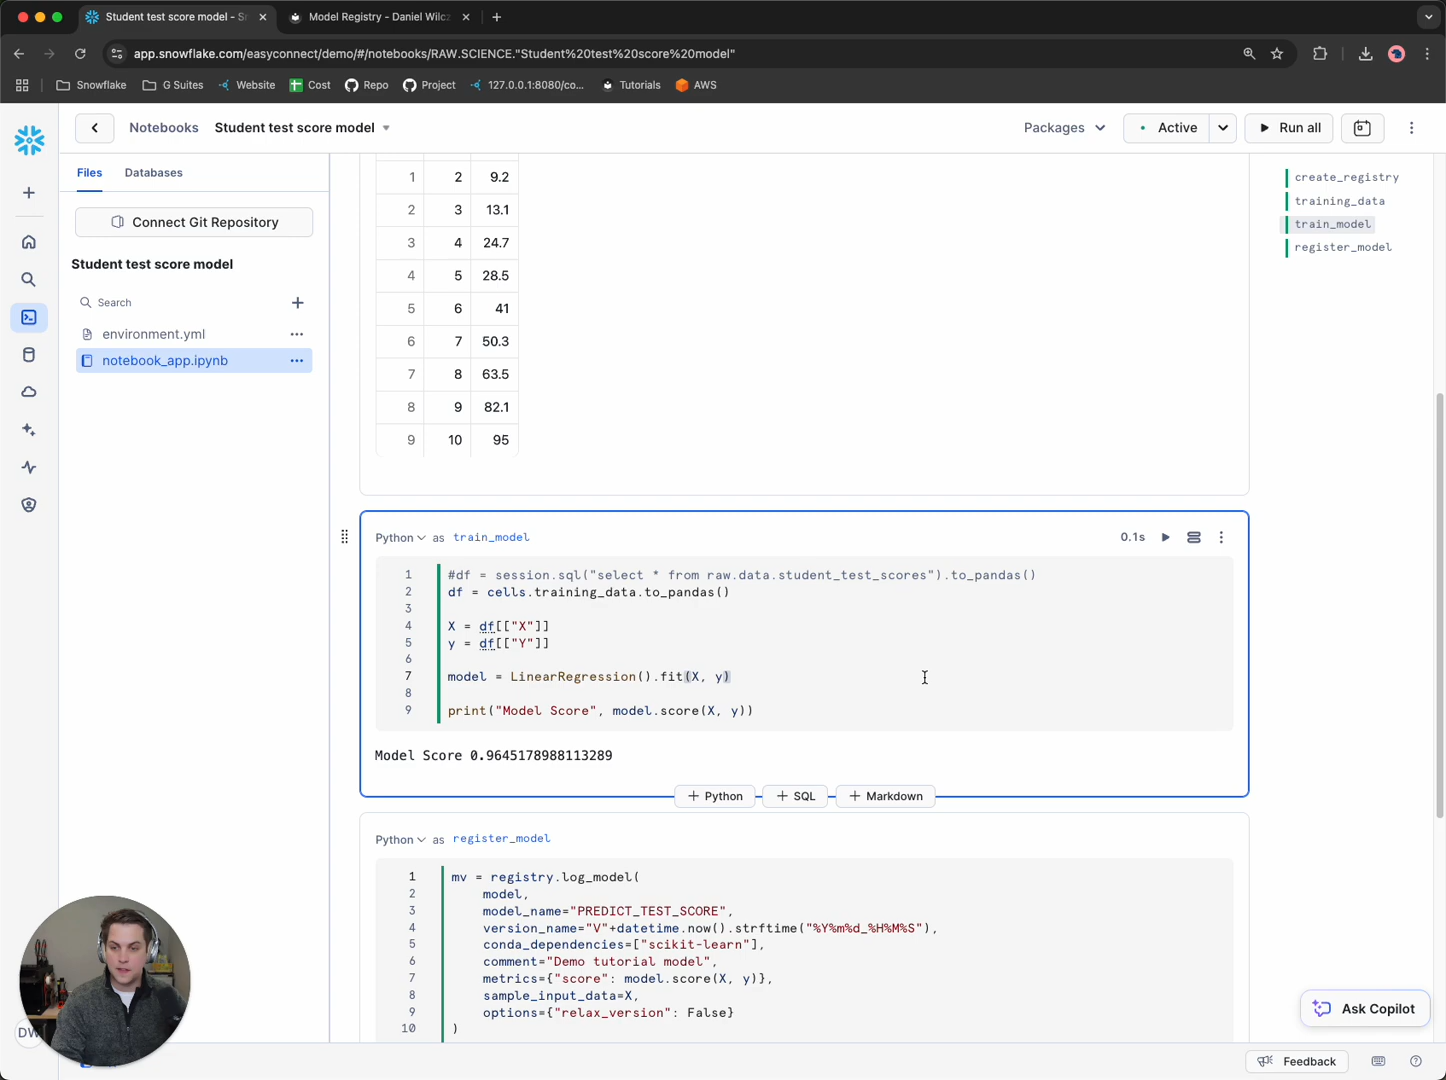 Student test score model - Sn
Model Registry - Daniel Wilcz
app.snowflake.com/easyconnect/demo/#/notebooks/RAW.SCIENCE."Student%20test%20score%20model"
Snowflake
G Suites
Website
Cost
Repo
Project
127.0.0.1:8080/co...
Tutorials
AWS
Notebooks
Student test score model
Packages
Active
Run all
Files
Databases
Connect Git Repository
Student test score model
Search
environment.yml
notebook_app.ipynb
1 2 9.2
2 3 13.1
3 4 24.7
4 5 28.5
5 6 41
6 7 50.3
7 8 63.5
8 9 82.1
9 10 95
create_registry
training_data
train_model
register_model
Python as train_model
0.1s
1 #df = session.sql("select * from raw.data.student_test_scores").to_pandas()
2 df = cells.training_data.to_pandas()
3
4 X = df[["X"]]
5 y = df[["Y"]]
6
7 model = LinearRegression().fit(X, y)
8
9 print("Model Score", model.score(X, y))
Model Score 0.9645178988113289
+ Python
+ SQL
+ Markdown
Python as register_model
1 mv = registry.log_model(
2 model,
3 model_name="PREDICT_TEST_SCORE",
4 version_name="V"+datetime.now().strftime("%Y%m%d_%H%M%S"),
5 conda_dependencies=["scikit-learn"],
6 comment="Demo tutorial model",
7 metrics={"score": model.score(X, y)},
8 sample_input_data=X,
9 options={"relax_version": False}
10 )
DW
Ask Copilot
Feedback